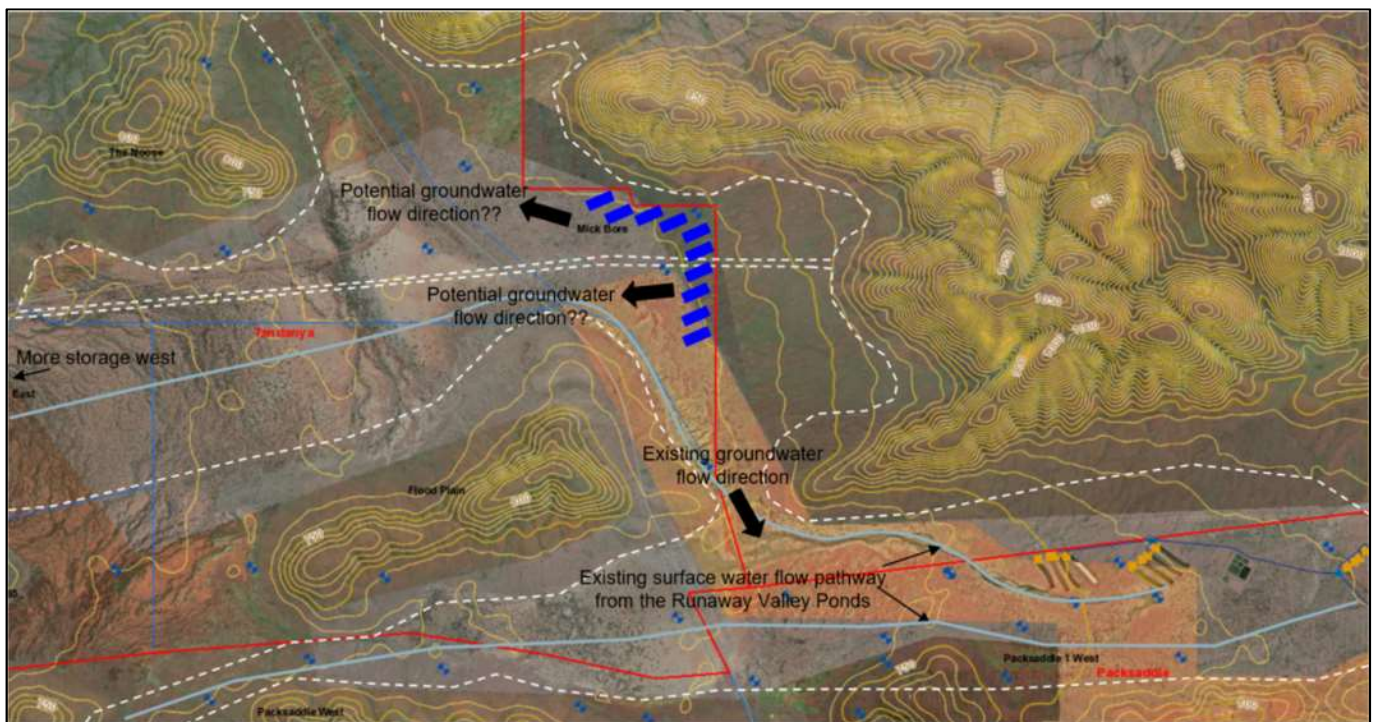 The Noose
Potential groundwater
flow direction??
Mick Bore
Potential groundwater
flow direction??
Tandanya
More storage west
East
Existing groundwater
flow direction
Flood Plain
Existing surface water flow pathway
from the Runaway Valley Ponds
Packsaddle 1 West
Packsaddle
Packsaddle West